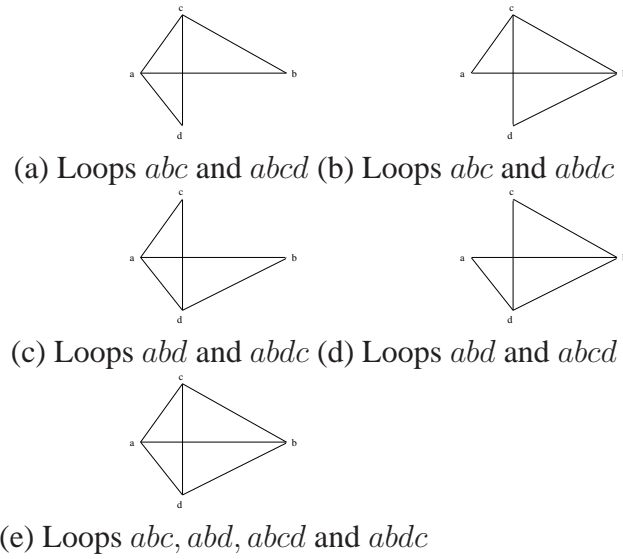 c c
a b a
d d
(a) Loops abc and abcd (b) Loops abc and abdc
c c
a b a
d d
(c) Loops abd and abdc (d) Loops abd and abcd
c
a b
d
(e) Loops abc, abd, abcd and abdc